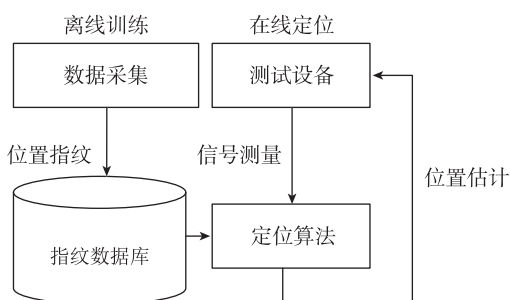 离线训练
在线定位
数据采集
测试设备
位置指纹
信号测量
位置估计
指纹数据库
定位算法